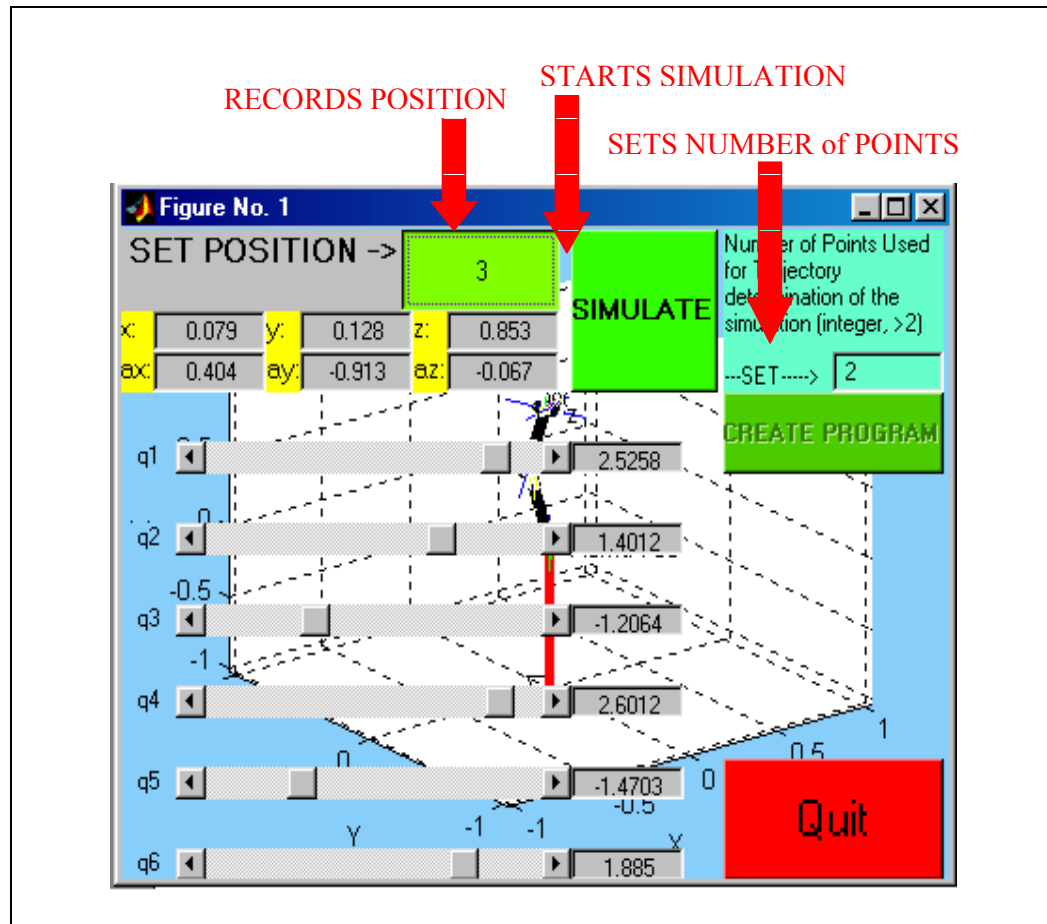 STARTS SIMULATION
RECORDS POSITION
SETS NUMBER of POINTS
Figure No. 1
SET POSITION ->
3
SIMULATE
Number of Points Used
for Trajectory
determination of the
simulation (integer, >2)
x: 0.079 y: 0.128 z: 0.853
ax: 0.404 ay: -0.913 az: -0.067
---SET-----> 2
CREATE PROGRAM
q1 2.5258
0
q2 1.4012
-0.5
q3 -1.2064
-1
q4 2.6012
1
0 0.5
q5 -1.4703 0
-0.5
Y -1 -1 X
Quit
q6 1.885